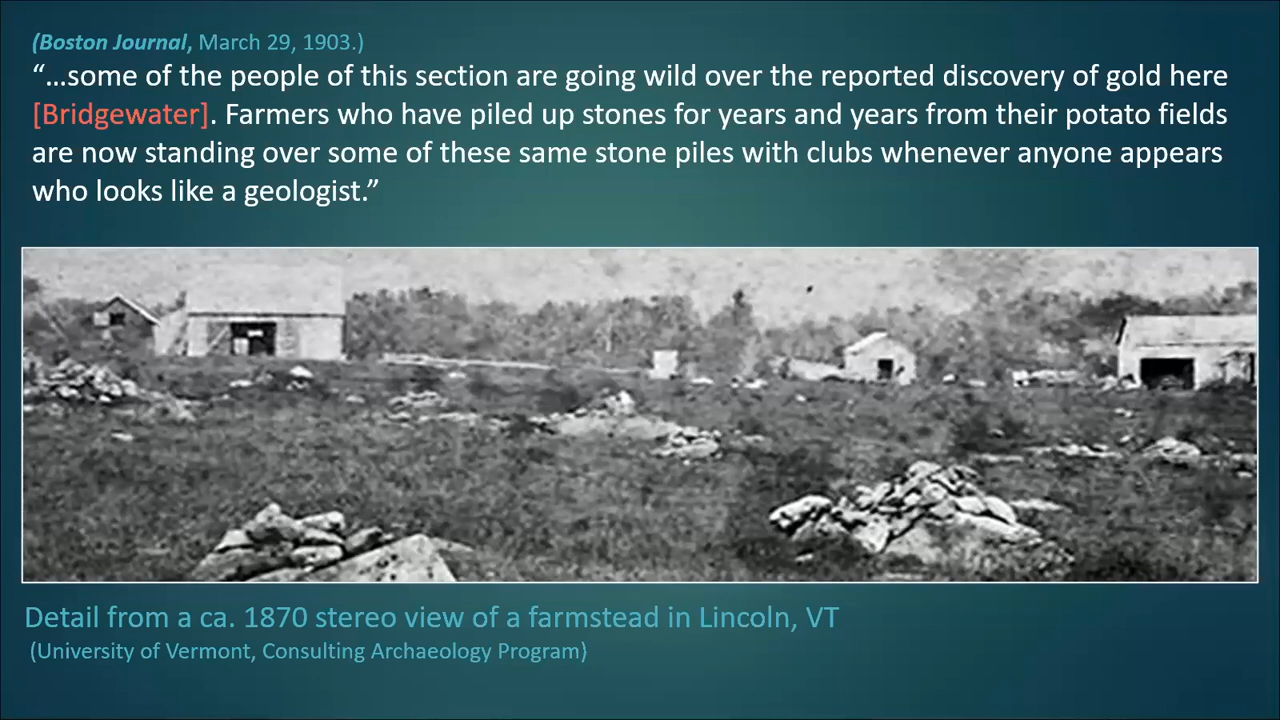 (Boston Journal, March 29, 1903.)
“…some of the people of this section are going wild over the reported discovery of gold here
[Bridgewater]. Farmers who have piled up stones for years and years from their potato fields
are now standing over some of these same stone piles with clubs whenever anyone appears
who looks like a geologist.”
Detail from a ca. 1870 stereo view of a farmstead in Lincoln, VT
(University of Vermont, Consulting Archaeology Program)